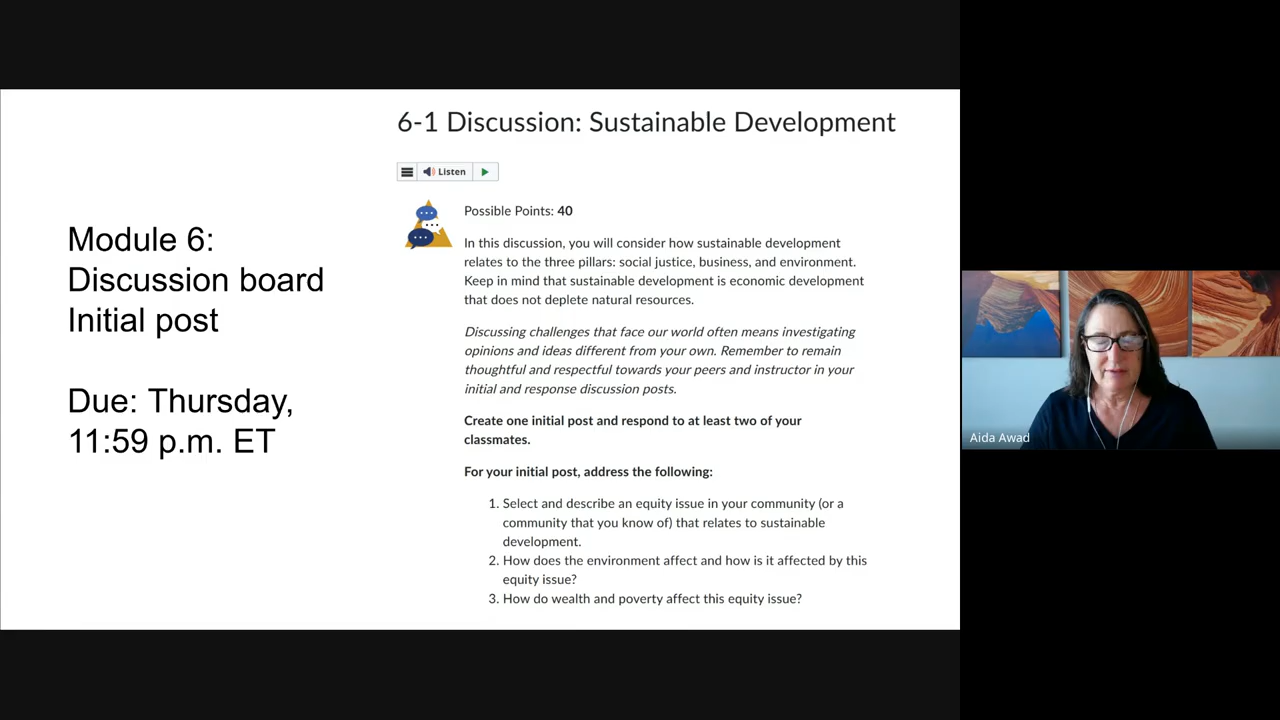 Module 6:
Discussion board
Initial post
Due: Thursday,
11:59 p.m. ET
6-1 Discussion: Sustainable Development
Listen
Possible Points: 40
In this discussion, you will consider how sustainable development
relates to the three pillars: social justice, business, and environment.
Keep in mind that sustainable development is economic development
that does not deplete natural resources.
Discussing challenges that face our world often means investigating
opinions and ideas different from your own. Remember to remain
thoughtful and respectful towards your peers and instructor in your
initial and response discussion posts.
Create one initial post and respond to at least two of your
classmates.
For your initial post, address the following:
1. Select and describe an equity issue in your community (or a
community that you know of) that relates to sustainable
development.
2. How does the environment affect and how is it affected by this
equity issue?
3. How do wealth and poverty affect this equity issue?
Aida Awad